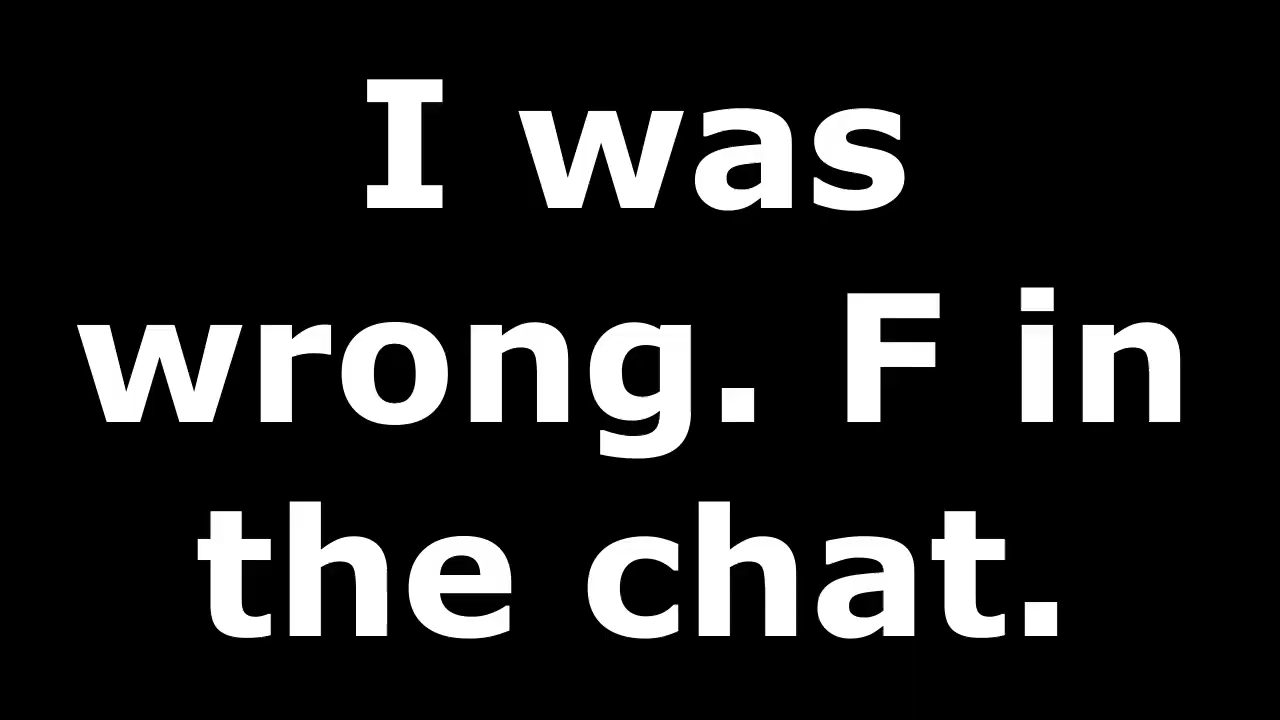 I was
wrong. F in
the chat.